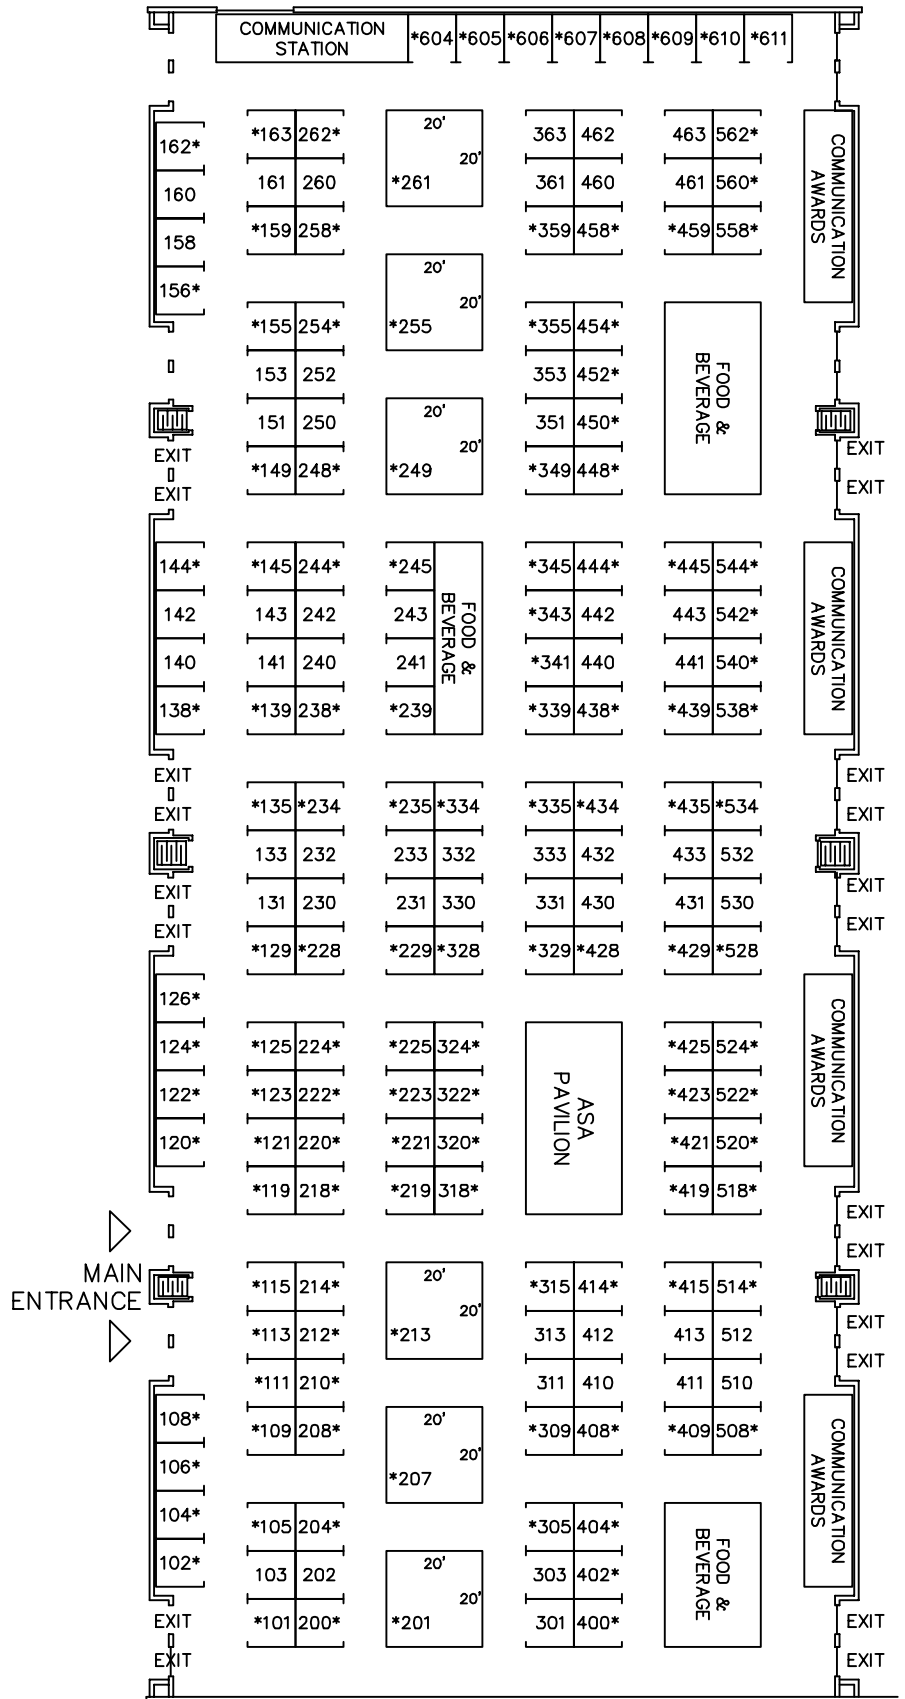 COMMUNICATION
STATION
*604 *605 *606 *607 *608 *609 *610 *611
162*
160
158
156*
*163 262*
161 260
*159 258*
20'
20'
*261
363 462
361 460
*359 458*
463 562*
461 560*
*459 558*
COMMUNICATION
AWARDS
*155 254*
153 252
151 250
*149 248*
20'
20'
*255
20'
20'
*249
*355 454*
353 452*
351 450*
*349 448*
FOOD &
BEVERAGE
EXIT
EXIT
EXIT
EXIT
144*
142
140
138*
*145 244*
143 242
141 240
*139 238*
*245
243
241
*239
FOOD &
BEVERAGE
*345 444*
*343 442
*341 440
*339 438*
*445 544*
443 542*
441 540*
*439 538*
COMMUNICATION
AWARDS
EXIT
EXIT
EXIT
EXIT
*135 *234
133 232
131 230
*129 *228
*235 *334
233 332
231 330
*229 *328
*335 *434
333 432
331 430
*329 *428
*435 *534
433 532
431 530
*429 *528
EXIT
EXIT
EXIT
EXIT
126*
124*
122*
120*
*125 224*
*123 222*
*121 220*
*119 218*
*225 324*
*223 322*
*221 320*
*219 318*
ASA
PAVILION
*425 524*
*423 522*
*421 520*
*419 518*
COMMUNICATION
AWARDS
EXIT
EXIT
MAIN
ENTRANCE
*115 214*
*113 212*
*111 210*
*109 208*
20'
20'
*213
*315 414*
313 412
311 410
*309 408*
*415 514*
413 512
411 510
*409 508*
EXIT
EXIT
108*
106*
104*
102*
20'
20'
*207
COMMUNICATION
AWARDS
*105 204*
103 202
*101 200*
20'
20'
*201
*305 404*
303 402*
301 400*
FOOD &
BEVERAGE
EXIT
EXIT
EXIT
EXIT